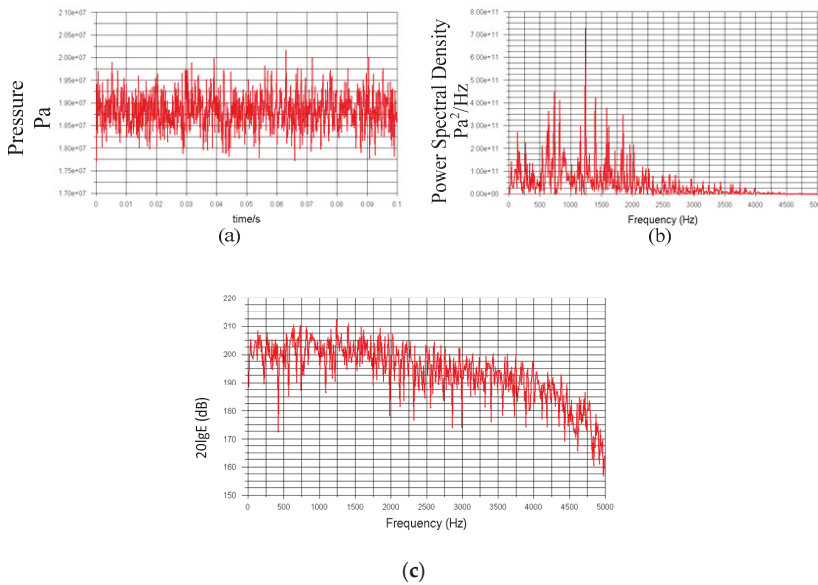 2.10e+07
2.05e+07
2.00e+07
1.95e+07
1.90e+07
1.85e+07
1.80e+07
1.75e+07
1.70e+07
Pressure
Pa
0 0.01 0.02 0.03 0.04 0.05 0.06 0.07 0.08 0.09 0.1
time/s
(a)
8.00e+11
7.00e+11
6.00e+11
5.00e+11
4.00e+11
3.00e+11
2.00e+11
1.00e+11
0.00e+00
Power Spectral Density
Pa²/Hz
0 500 1000 1500 2000 2500 3000 3500 4000 4500 5000
Frequency (Hz)
(b)
220
210
200
190
180
170
160
150
20lgE (dB)
0 500 1000 1500 2000 2500 3000 3500 4000 4500 5000
Frequency (Hz)
(c)